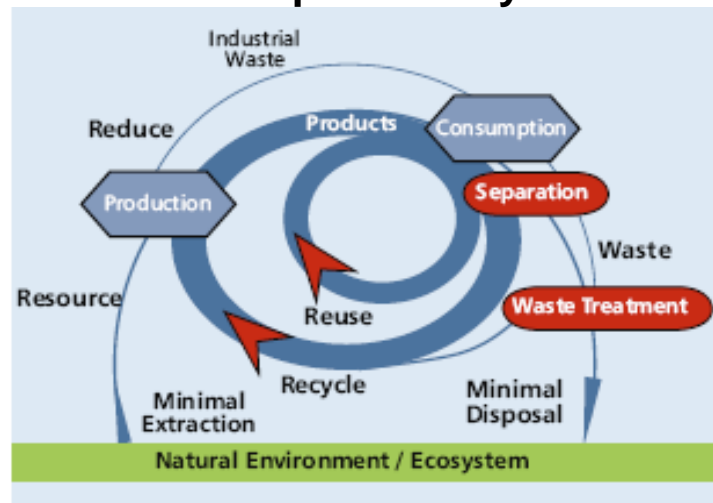 Industrial
Waste
Reduce
Products
Consumption
Separation
Production
Waste
Resource
Waste Treatment
Reuse
Recycle
Minimal
Extraction
Minimal
Disposal
Natural Environment / Ecosystem